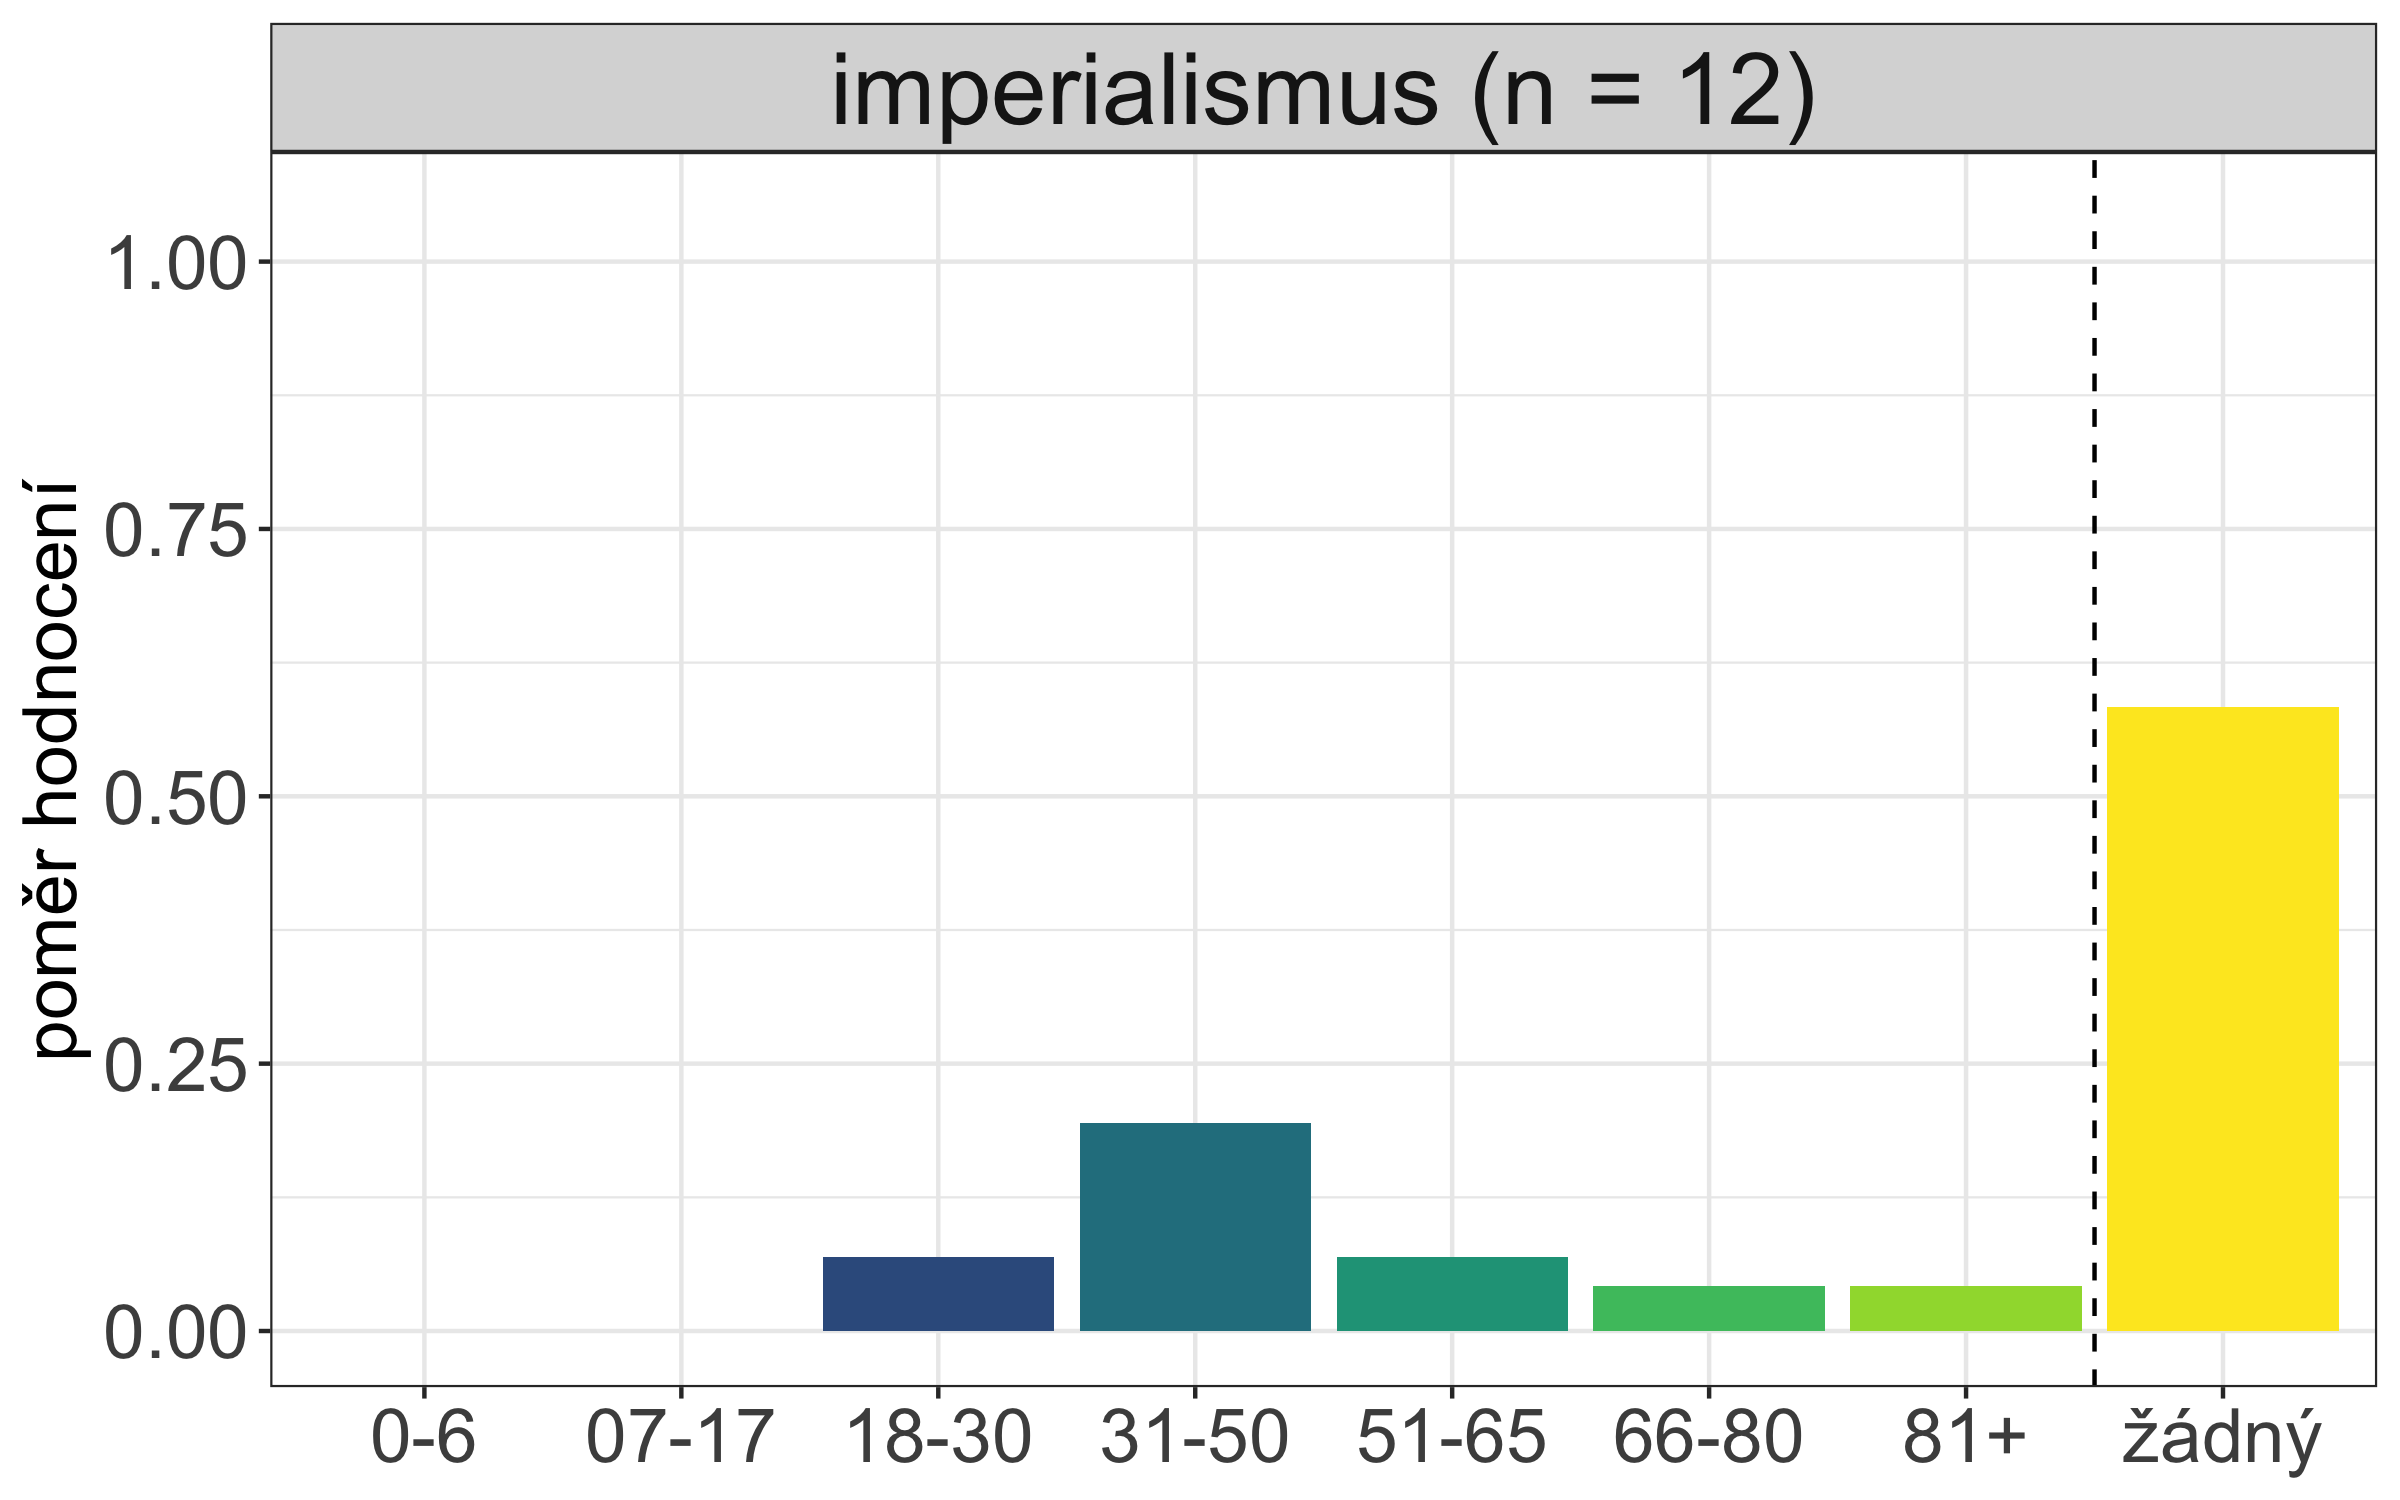 imperialismus (n = 12)
poměr hodnocení
1.00
0.75
0.50
0.25
0.00
0-6 07-17 18-30 31-50 51-65 66-80 81+ žádný